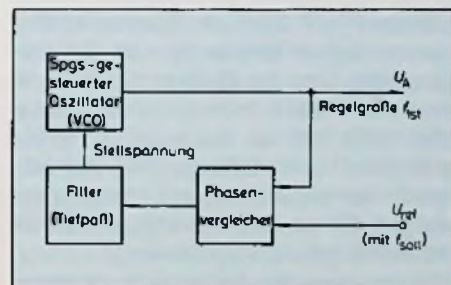 Spgs-ge-
steuerter
Oszillator
(VCO)
U_A
Regelgröße f_ist
Stellspannung
Filter
(Tiefpaß)
Phasen-
vergleicher
U_ref
(mit f_soll)